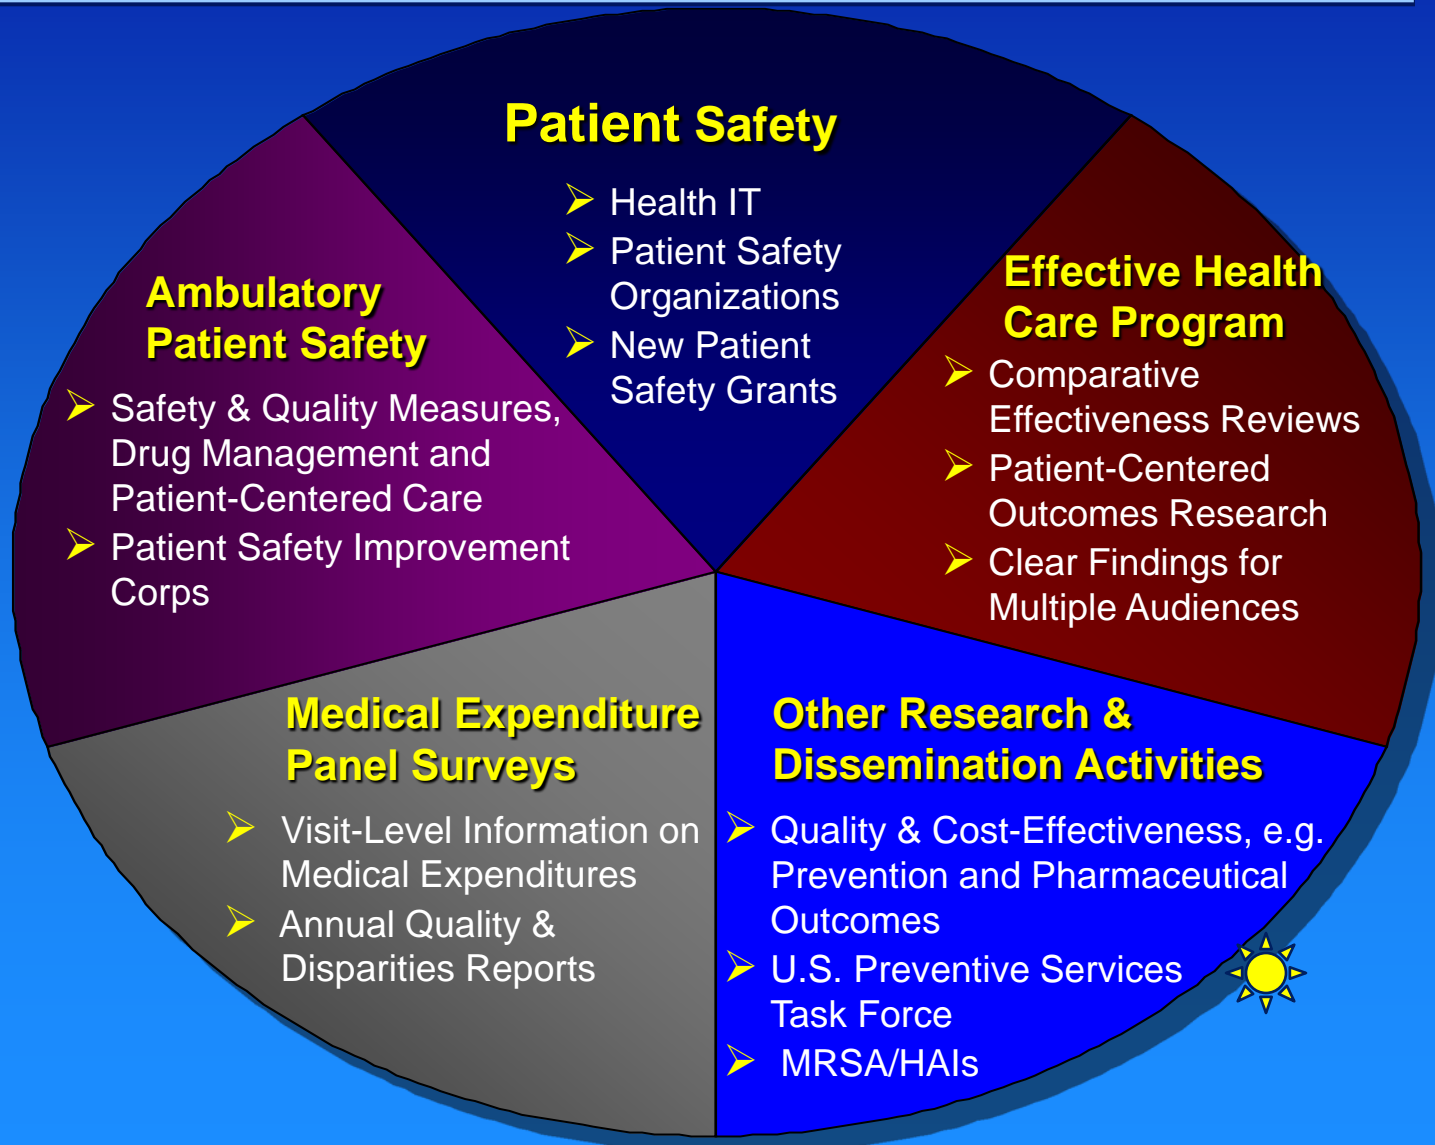 Patient Safety
Health IT
Patient Safety
Organizations
New Patient
Safety Grants
Ambulatory
Patient Safety
Safety & Quality Measures,
Drug Management and
Patient-Centered Care
Patient Safety Improvement
Corps
Effective Health
Care Program
Comparative
Effectiveness Reviews
Patient-Centered
Outcomes Research
Clear Findings for
Multiple Audiences
Medical Expenditure
Panel Surveys
Visit-Level Information on
Medical Expenditures
Annual Quality &
Disparities Reports
Other Research &
Dissemination Activities
Quality & Cost-Effectiveness, e.g.
Prevention and Pharmaceutical
Outcomes
U.S. Preventive Services
Task Force
MRSA/HAIs